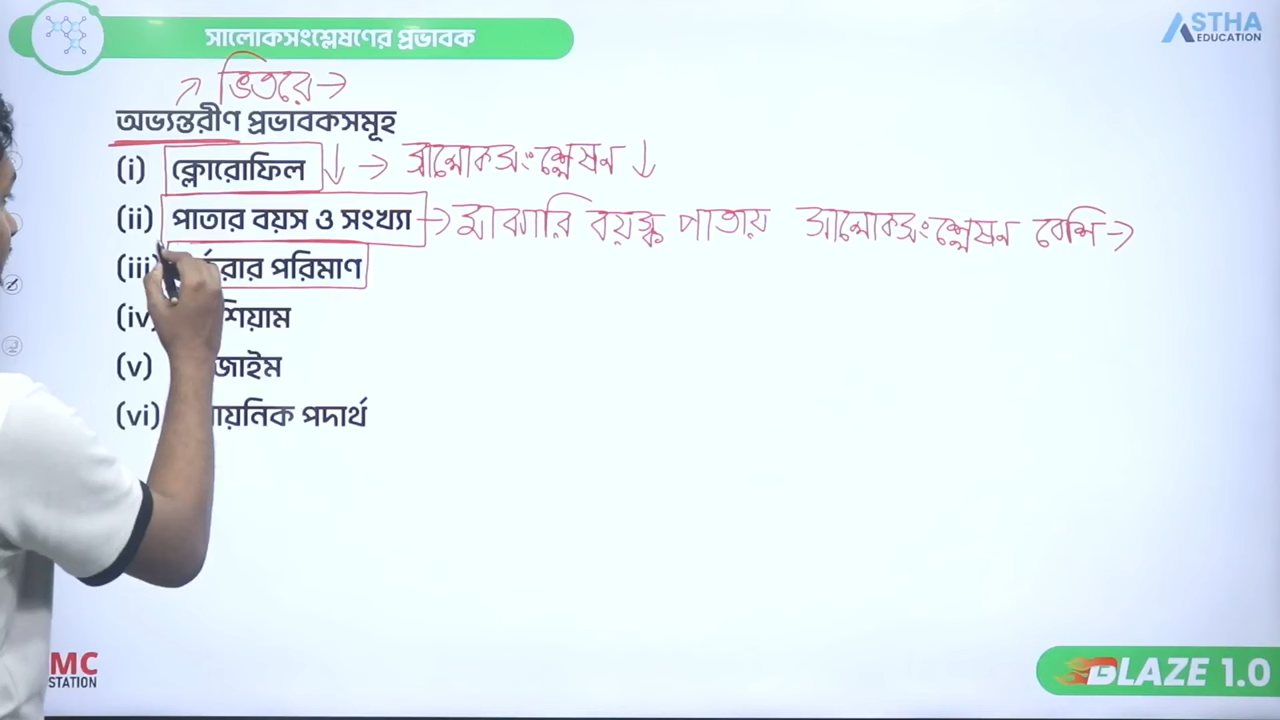 সালোকসংশ্লেষণের প্রভাবক
ASTHA
EDUCATION
ভিতরে
অভ্যন্তরীণ প্রভাবকসমূহ
(i) ক্লোরোফিল ↓ → সালোকসংশ্লেষন ↓
(ii) পাতার বয়স ও সংখ্যা → মাঝারি বয়স্ক পাতায় সালোকসংশ্লেষন বেশি →
(iii) পরিমাণ
(iv)
(v)
(vi) পদার্থ
MC
STATION
BLAZE 1.0